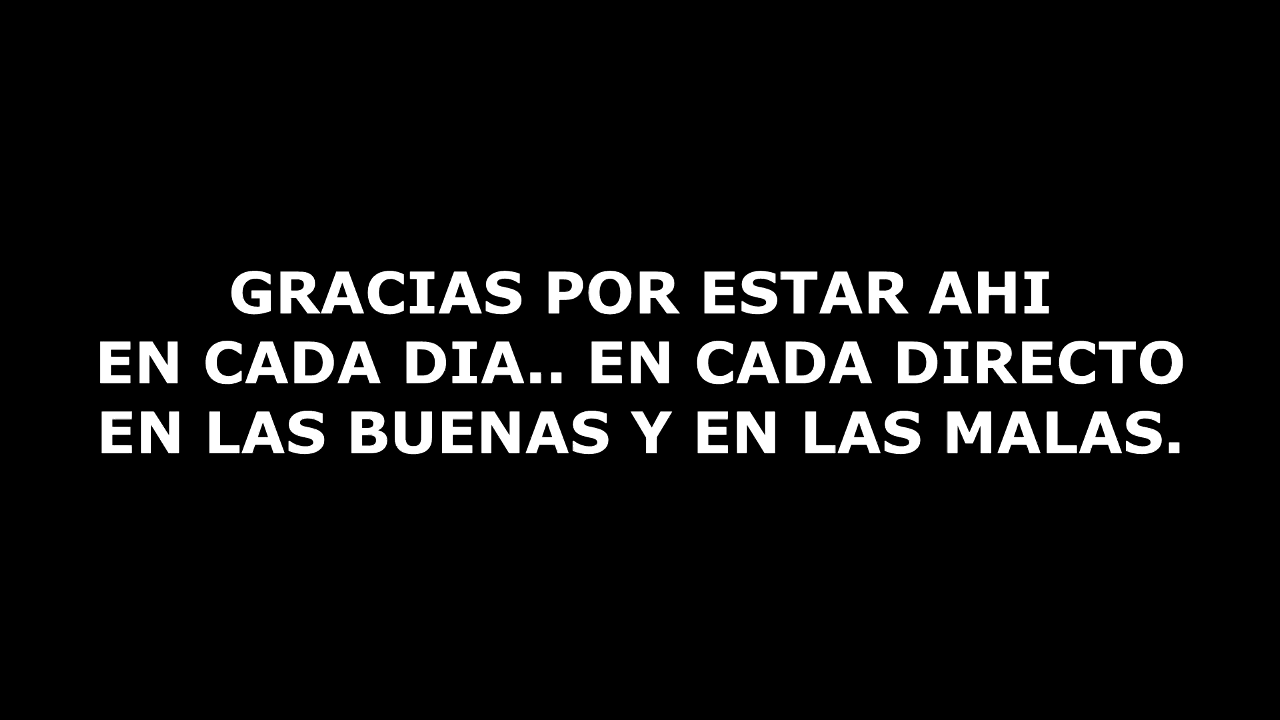 GRACIAS POR ESTAR AHI
EN CADA DIA.. EN CADA DIRECTO
EN LAS BUENAS Y EN LAS MALAS.